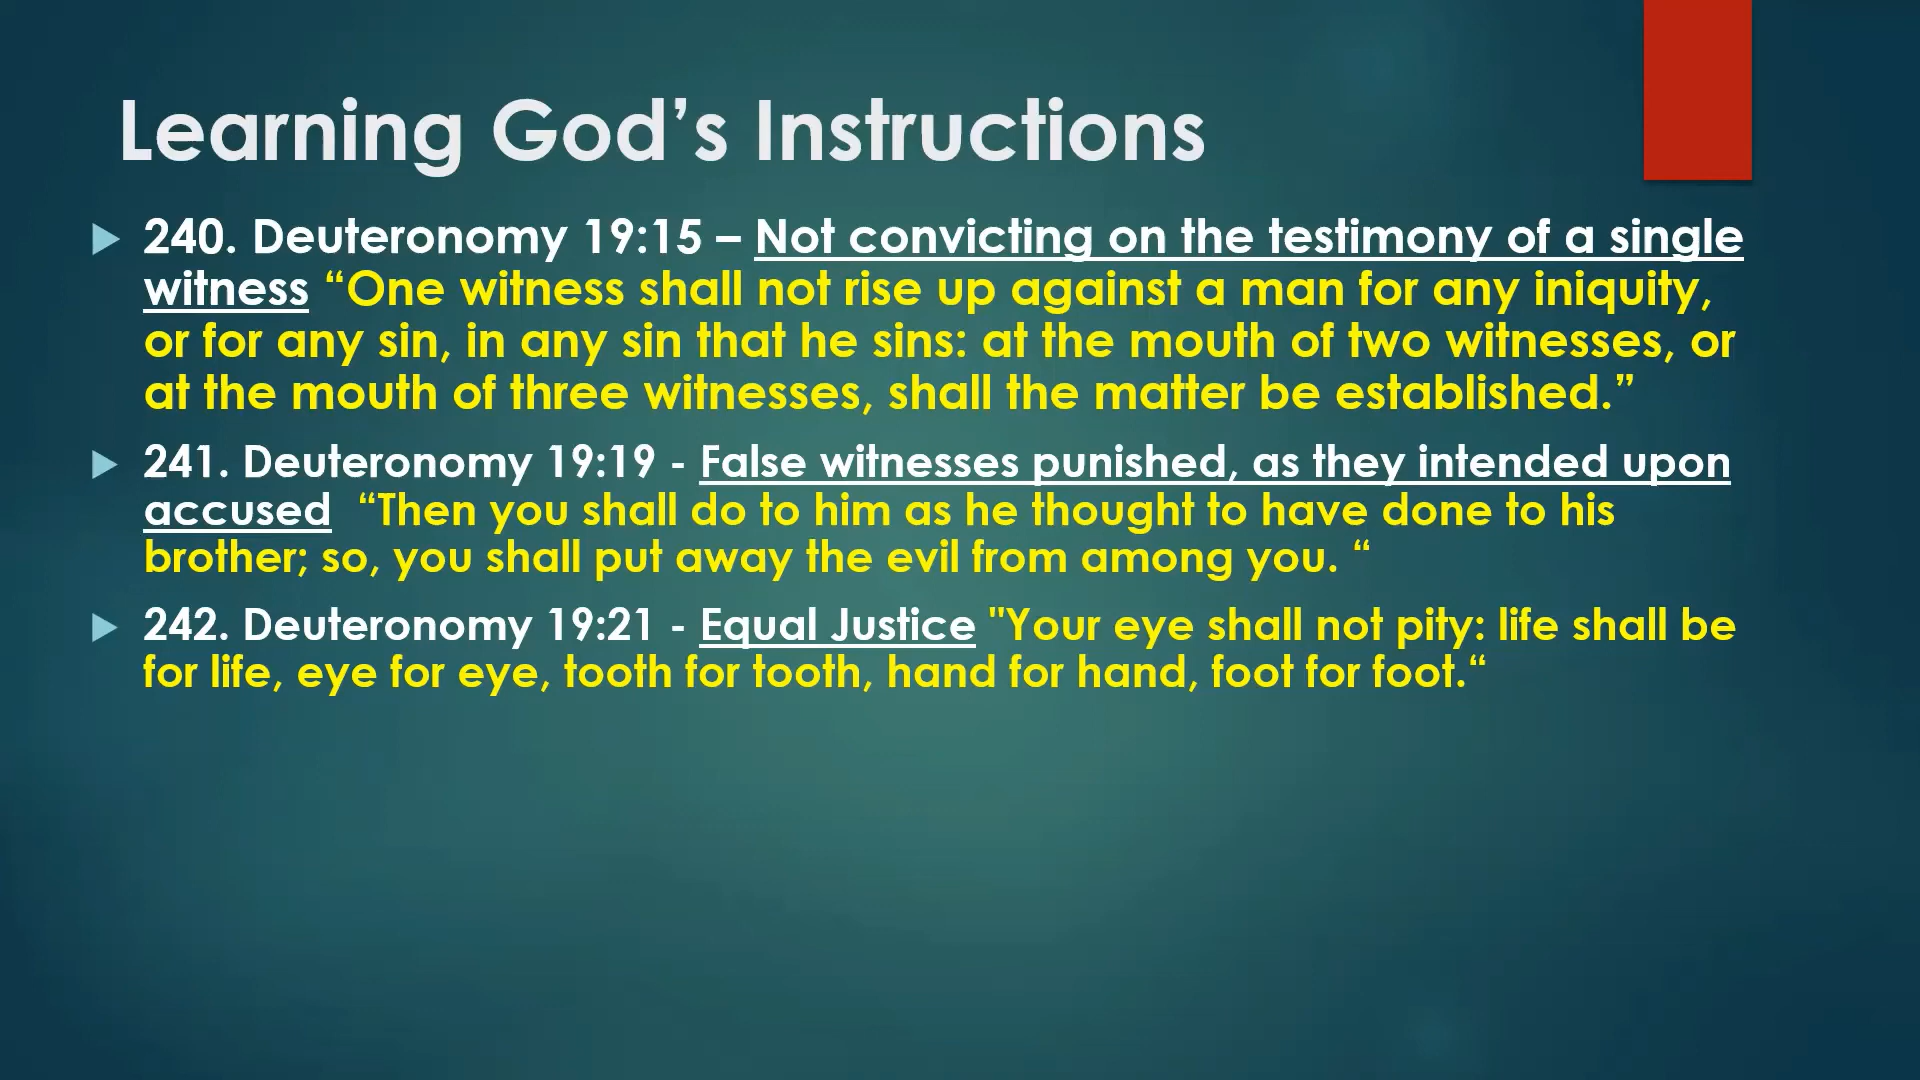 Learning God’s Instructions
240. Deuteronomy 19:15 – Not convicting on the testimony of a single
witness “One witness shall not rise up against a man for any iniquity,
or for any sin, in any sin that he sins: at the mouth of two witnesses, or
at the mouth of three witnesses, shall the matter be established.”
241. Deuteronomy 19:19 - False witnesses punished, as they intended upon
accused “Then you shall do to him as he thought to have done to his
brother; so, you shall put away the evil from among you. “
242. Deuteronomy 19:21 - Equal Justice "Your eye shall not pity: life shall be
for life, eye for eye, tooth for tooth, hand for hand, foot for foot.“